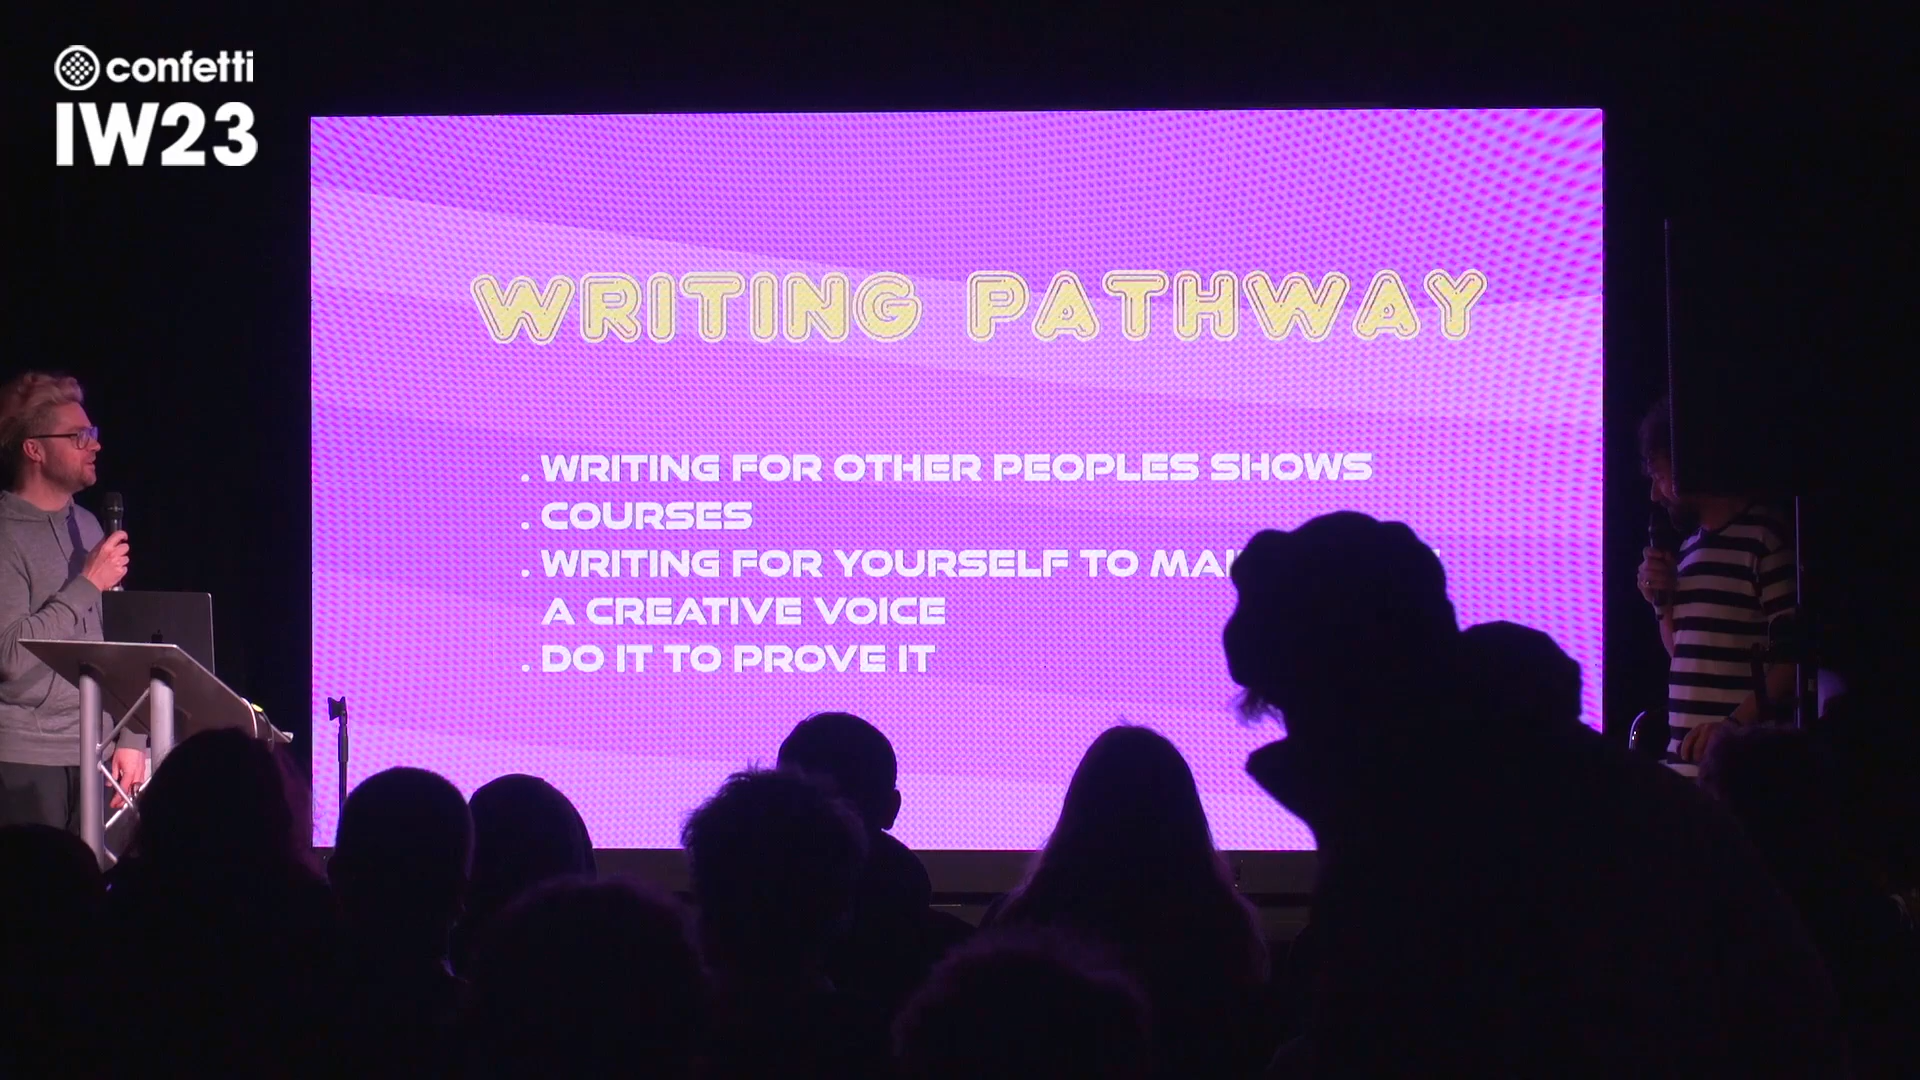 confetti
IW23
WRITING PATHWAY
. WRITING FOR OTHER PEOPLES SHOWS
. COURSES
. WRITING FOR YOURSELF TO
A CREATIVE VOICE
. DO IT TO PROVE IT